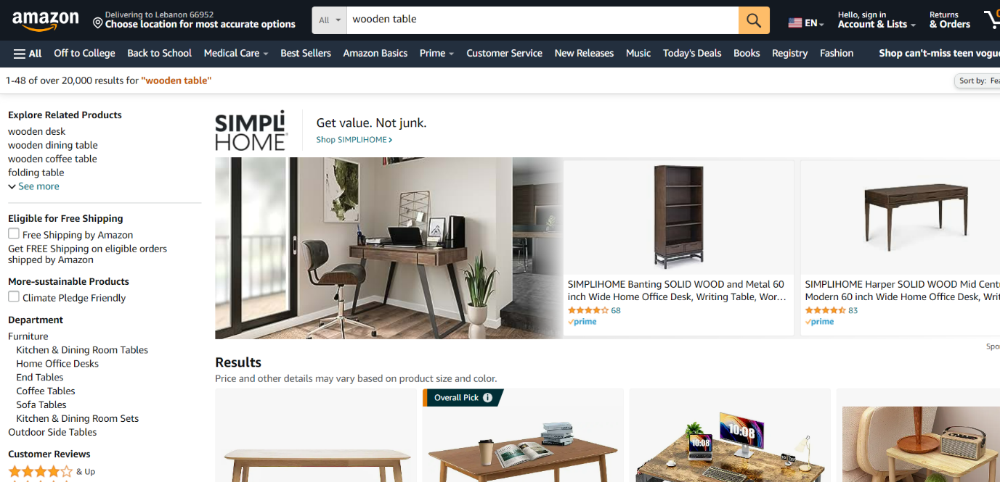 amazon
Delivering to Lebanon 66952
Choose location for most accurate options
All
wooden table
EN
Hello, sign in
Account & Lists
Returns
& Orders
All
Off to College
Back to School
Medical Care
Best Sellers
Amazon Basics
Prime
Customer Service
New Releases
Music
Today's Deals
Books
Registry
Fashion
Shop can't-miss teen vogue
1-48 of over 20,000 results for "wooden table"
Sort by: Fea
Explore Related Products
wooden desk
wooden dining table
wooden coffee table
folding table
See more
Eligible for Free Shipping
Free Shipping by Amazon
Get FREE Shipping on eligible orders
shipped by Amazon
More-sustainable Products
Climate Pledge Friendly
Department
Furniture
Kitchen & Dining Room Tables
Home Office Desks
End Tables
Coffee Tables
Sofa Tables
Kitchen & Dining Room Sets
Outdoor Side Tables
Customer Reviews
& Up
SIMPLI
HOME
Get value. Not junk.
Shop SIMPLIHOME
SIMPLIHOME Banting SOLID WOOD and Metal 60
inch Wide Home Office Desk, Writing Table, Wor...
68
prime
SIMPLIHOME Harper SOLID WOOD Mid Cent
Modern 60 inch Wide Home Office Desk, Writ
83
prime
Spo
Results
Price and other details may vary based on product size and color.
Overall Pick
10:08
10:08